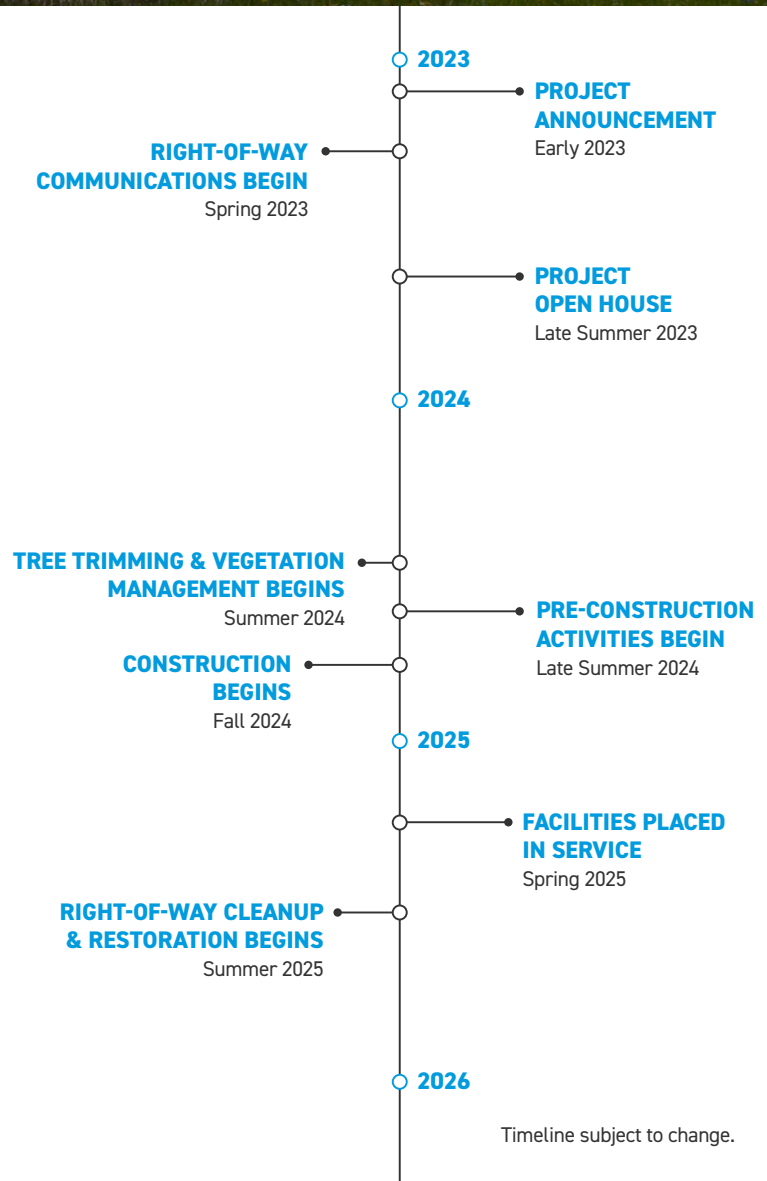 2023
PROJECT
ANNOUNCEMENT
Early 2023
RIGHT-OF-WAY
COMMUNICATIONS BEGIN
Spring 2023
PROJECT
OPEN HOUSE
Late Summer 2023
2024
TREE TRIMMING & VEGETATION
MANAGEMENT BEGINS
Summer 2024
PRE-CONSTRUCTION
ACTIVITIES BEGIN
Late Summer 2024
CONSTRUCTION
BEGINS
Fall 2024
2025
FACILITIES PLACED
IN SERVICE
Spring 2025
RIGHT-OF-WAY CLEANUP
& RESTORATION BEGINS
Summer 2025
2026
Timeline subject to change.